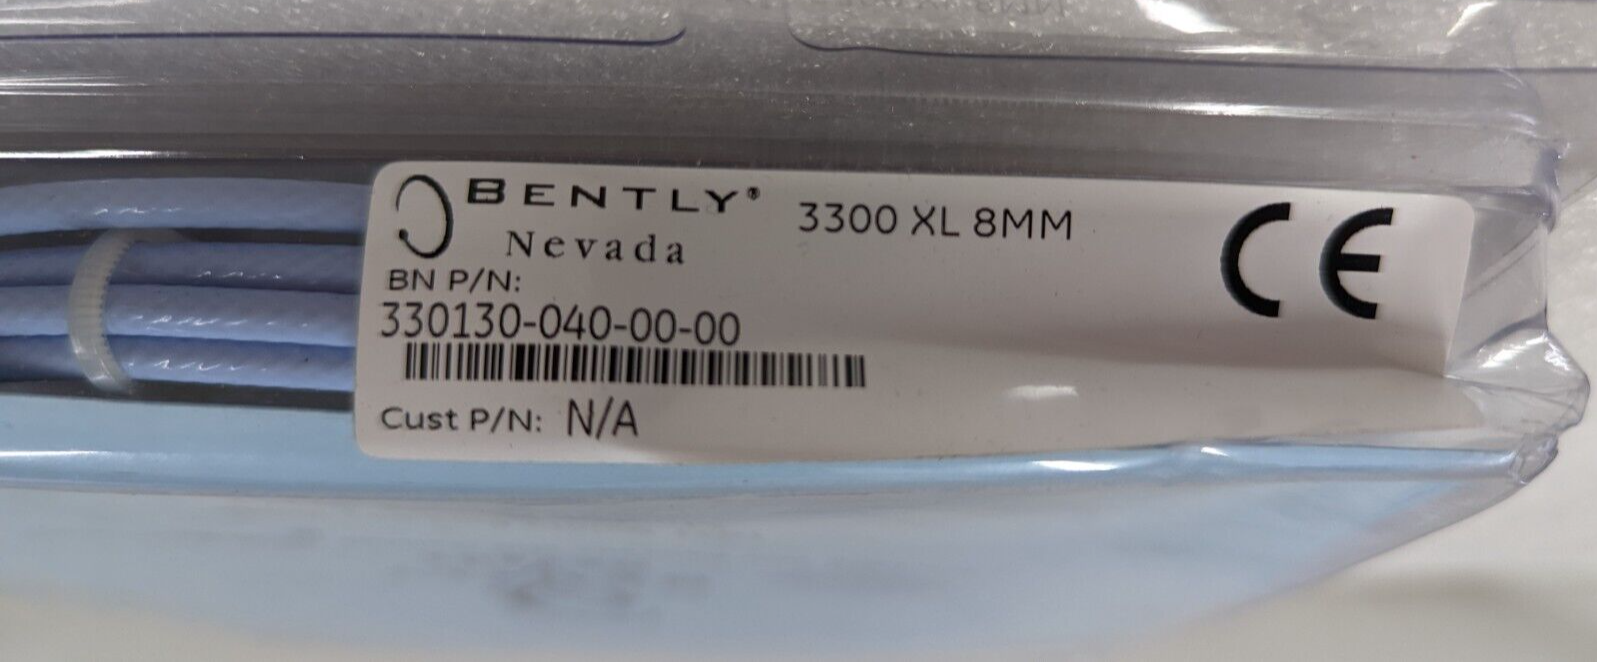 BENTLY®
Nevada
3300 XL 8MM
BN P/N:
330130-040-00-00
Cust P/N: N/A
CE